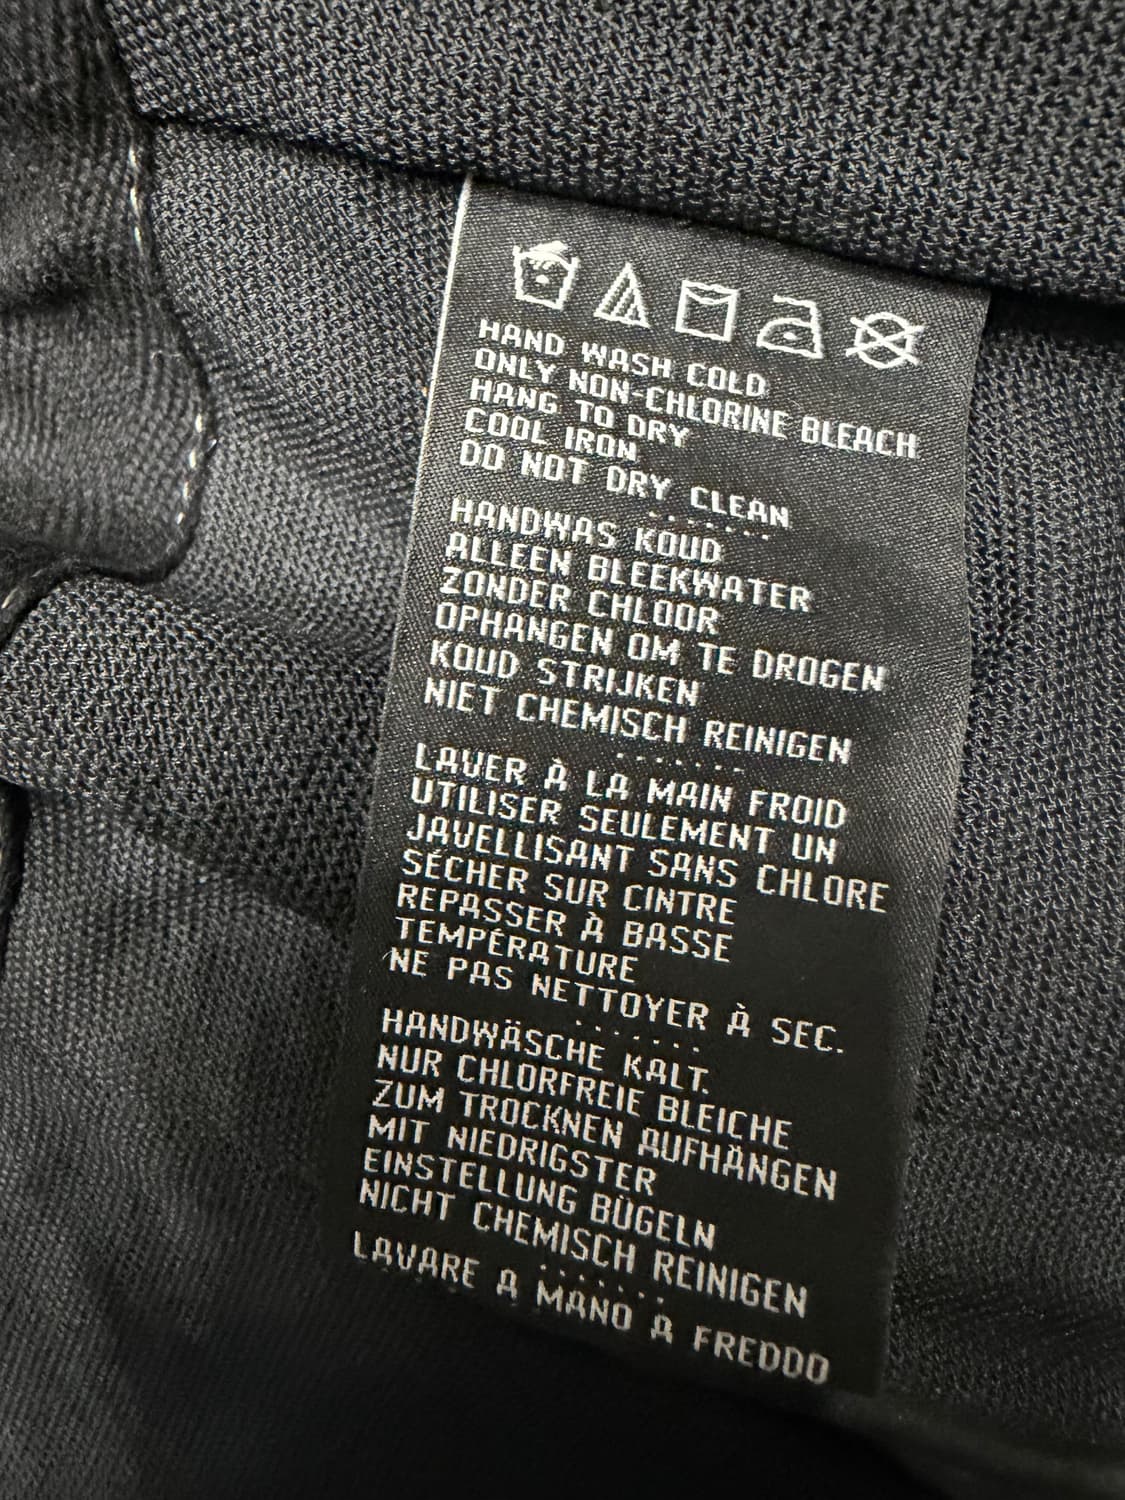 HAND WASH COLD
ONLY NON-CHLORINE BLEACH
HANG TO DRY
COOL IRON
DO NOT DRY CLEAN
HANDWAS KOUD
ALLEEN BLEEKWATER
ZONDER CHLOOR
OPHANGEN OM TE DROGEN
KOUD STRIJKEN
NIET CHEMISCH REINIGEN
LAVER À LA MAIN FROID
UTILISER SEULEMENT UN
JAVELLISANT SANS CHLORE
SÉCHER SUR CINTRE
REPASSER À BASSE
TEMPÉRATURE
NE PAS NETTOYER À SEC.
HANDWÄSCHE KALT.
NUR CHLORFREIE BLEICHE
ZUM TROCKNEN AUFHÄNGEN
MIT NIEDRIGSTER
EINSTELLUNG BÜGELN
NICHT CHEMISCH REINIGEN
LAVARE A MANO A FREDDO